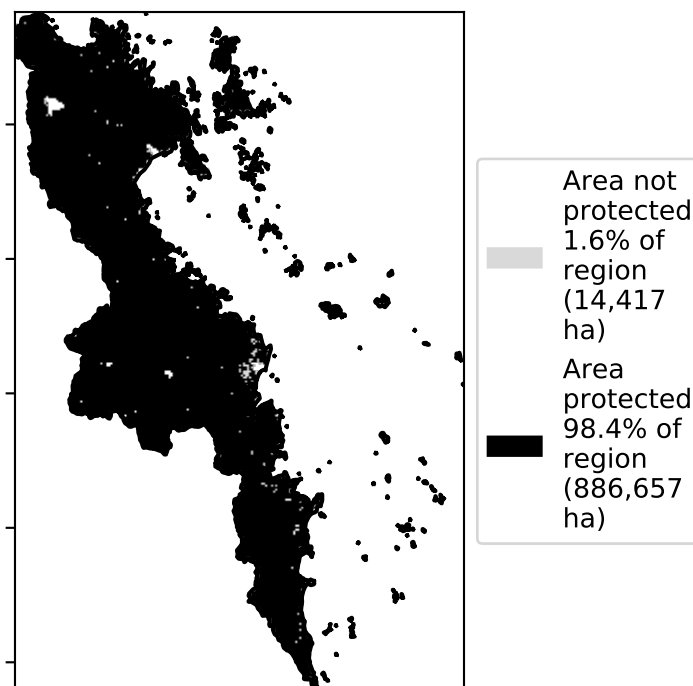 Area not
protected
1.6% of
region
(14,417
ha)
Area
protected
98.4% of
region
(886,657
ha)